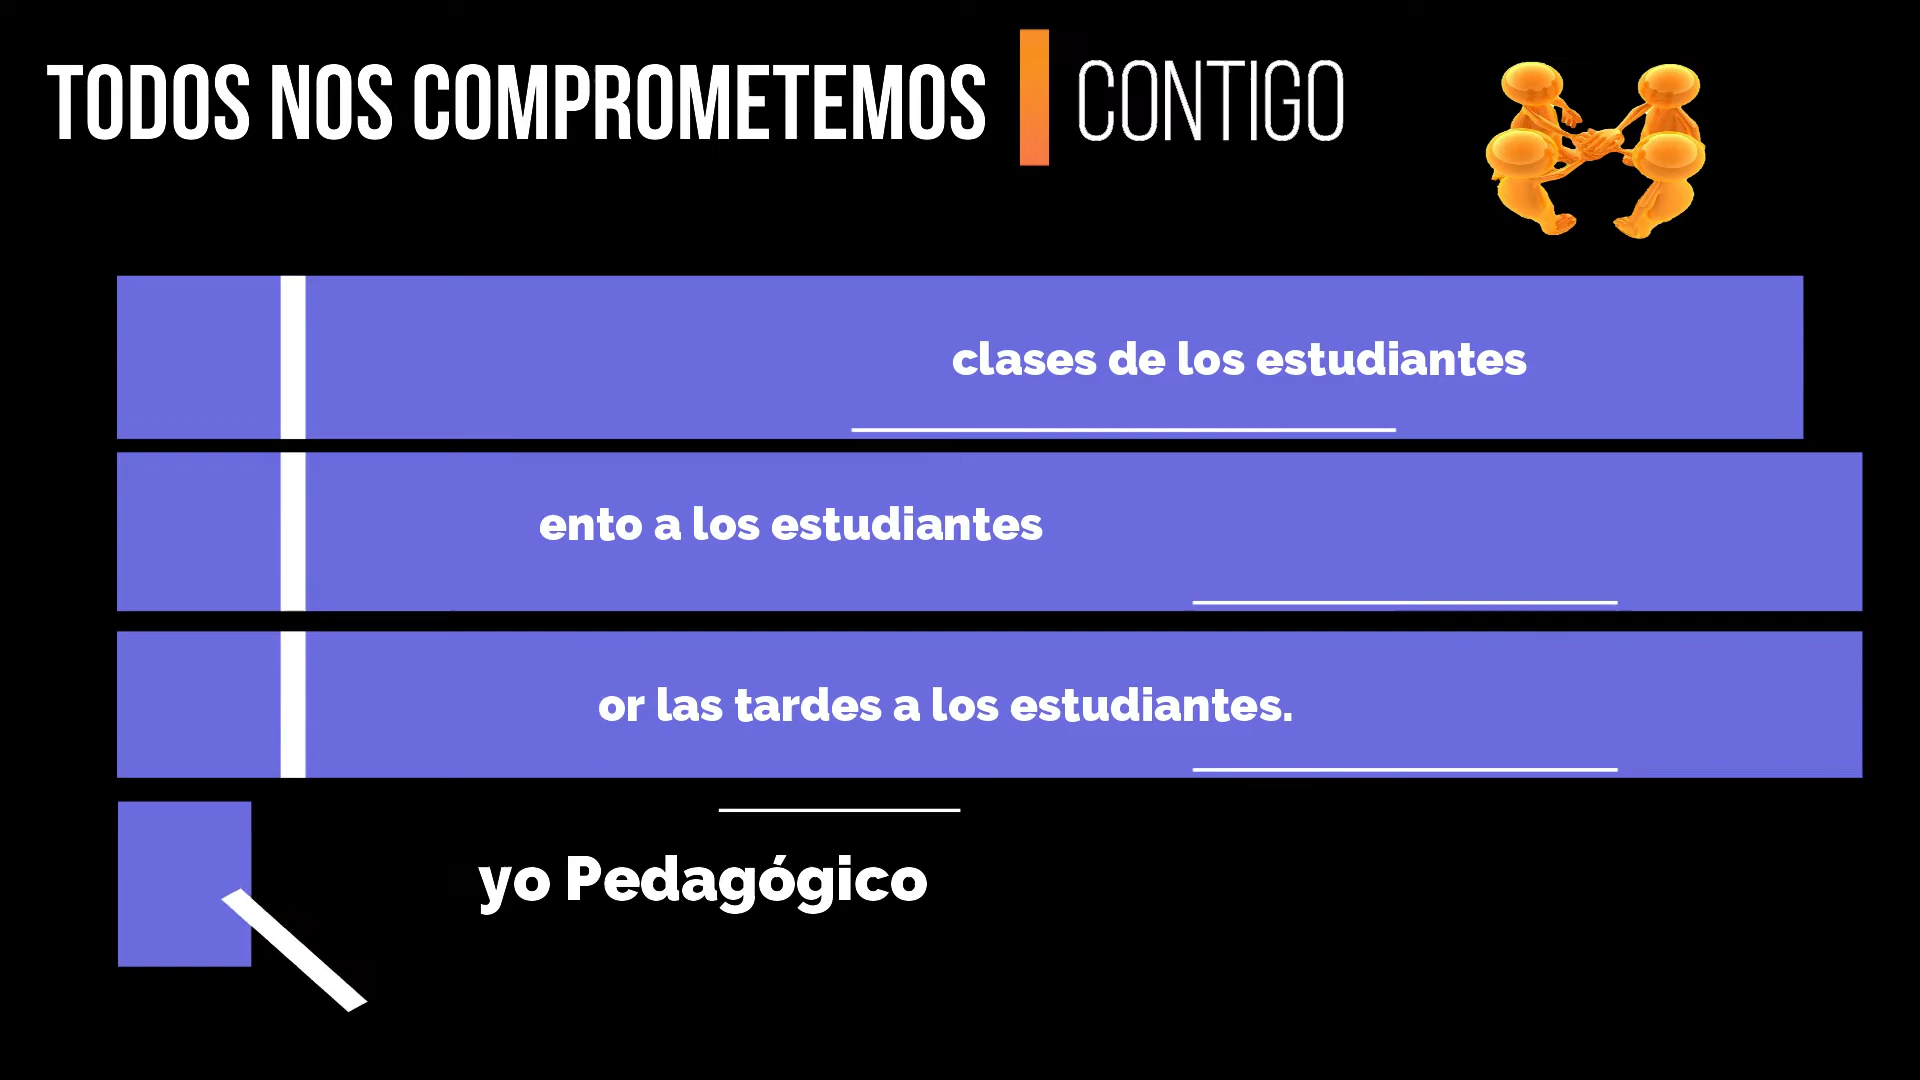 TODOS NOS COMPROMETEMOS CONTIGO
clases de los estudiantes
ento a los estudiantes
or las tardes a los estudiantes.
yo Pedagógico